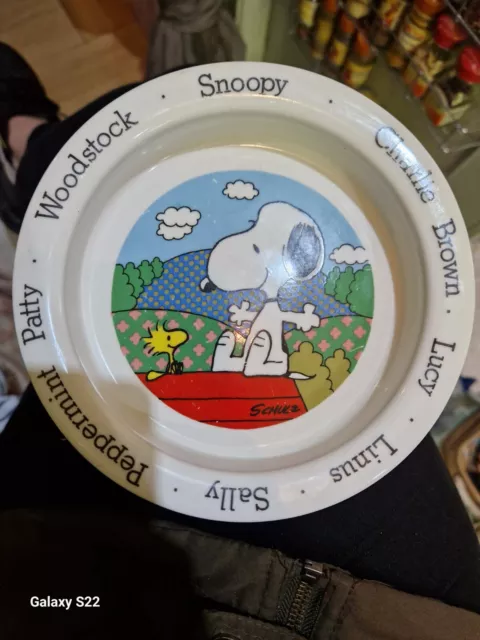 Snoopy · Charlie Brown · Lucy · Linus · Sally · Peppermint Patty · Woodstock ·
SCHULZ
Galaxy S22